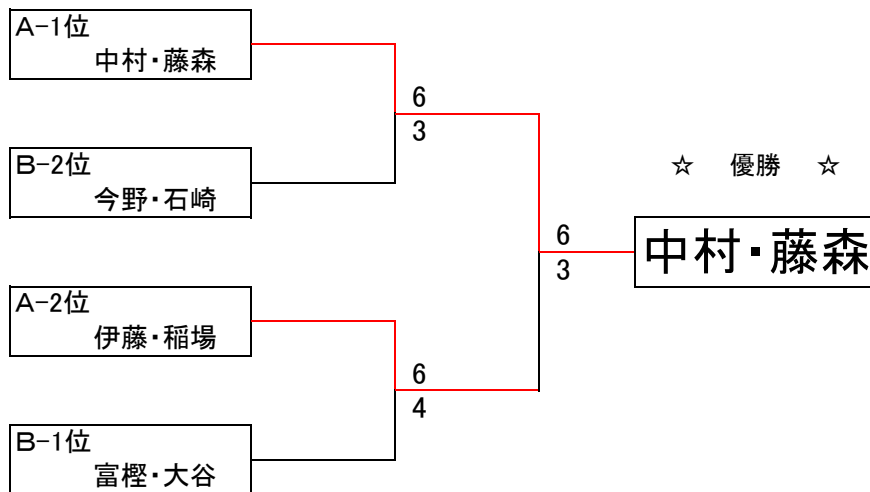 A-1位
中村・藤森
6
3
B-2位
今野・石崎
☆ 優勝 ☆
6
3
中村・藤森
A-2位
伊藤・稲場
6
4
B-1位
富樫・大谷